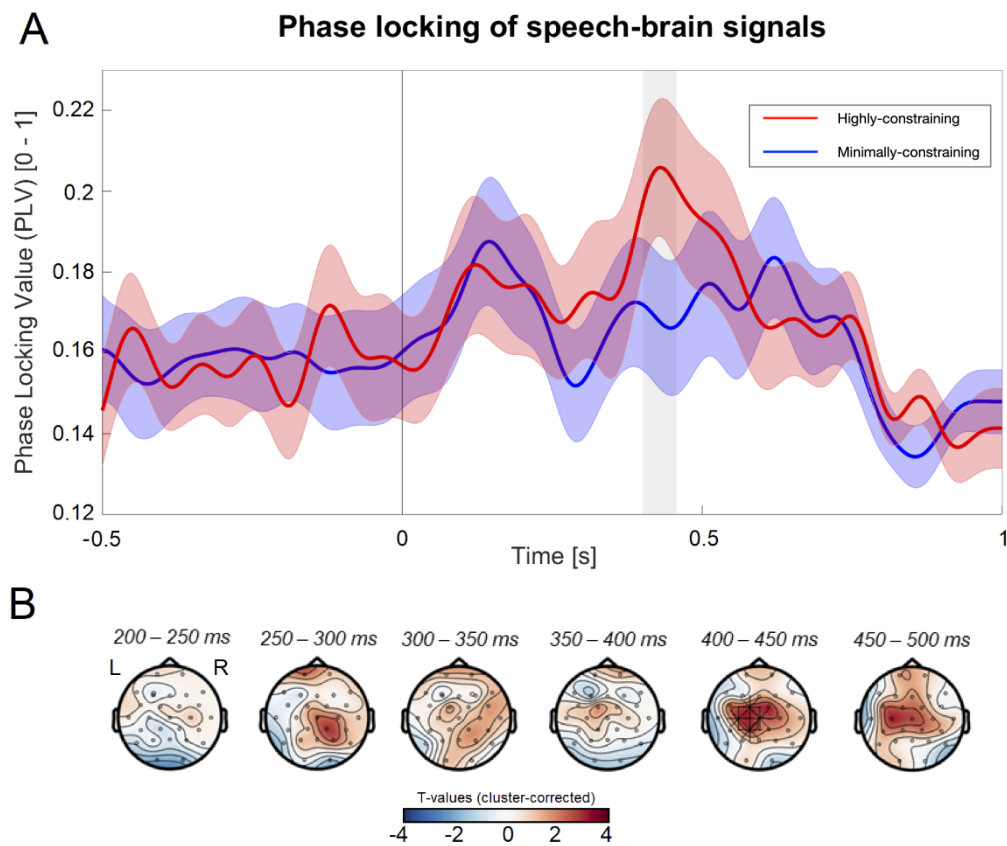 A
Phase locking of speech-brain signals
Phase Locking Value (PLV) [0 - 1]
0.22
0.2
0.18
0.16
0.14
0.12
Highly-constraining
Minimally-constraining
-0.5
0
0.5
1
Time [s]
B
200 – 250 ms
250 – 300 ms
300 – 350 ms
350 – 400 ms
400 – 450 ms
450 – 500 ms
L
R
T-values (cluster-corrected)
-4
-2
0
2
4